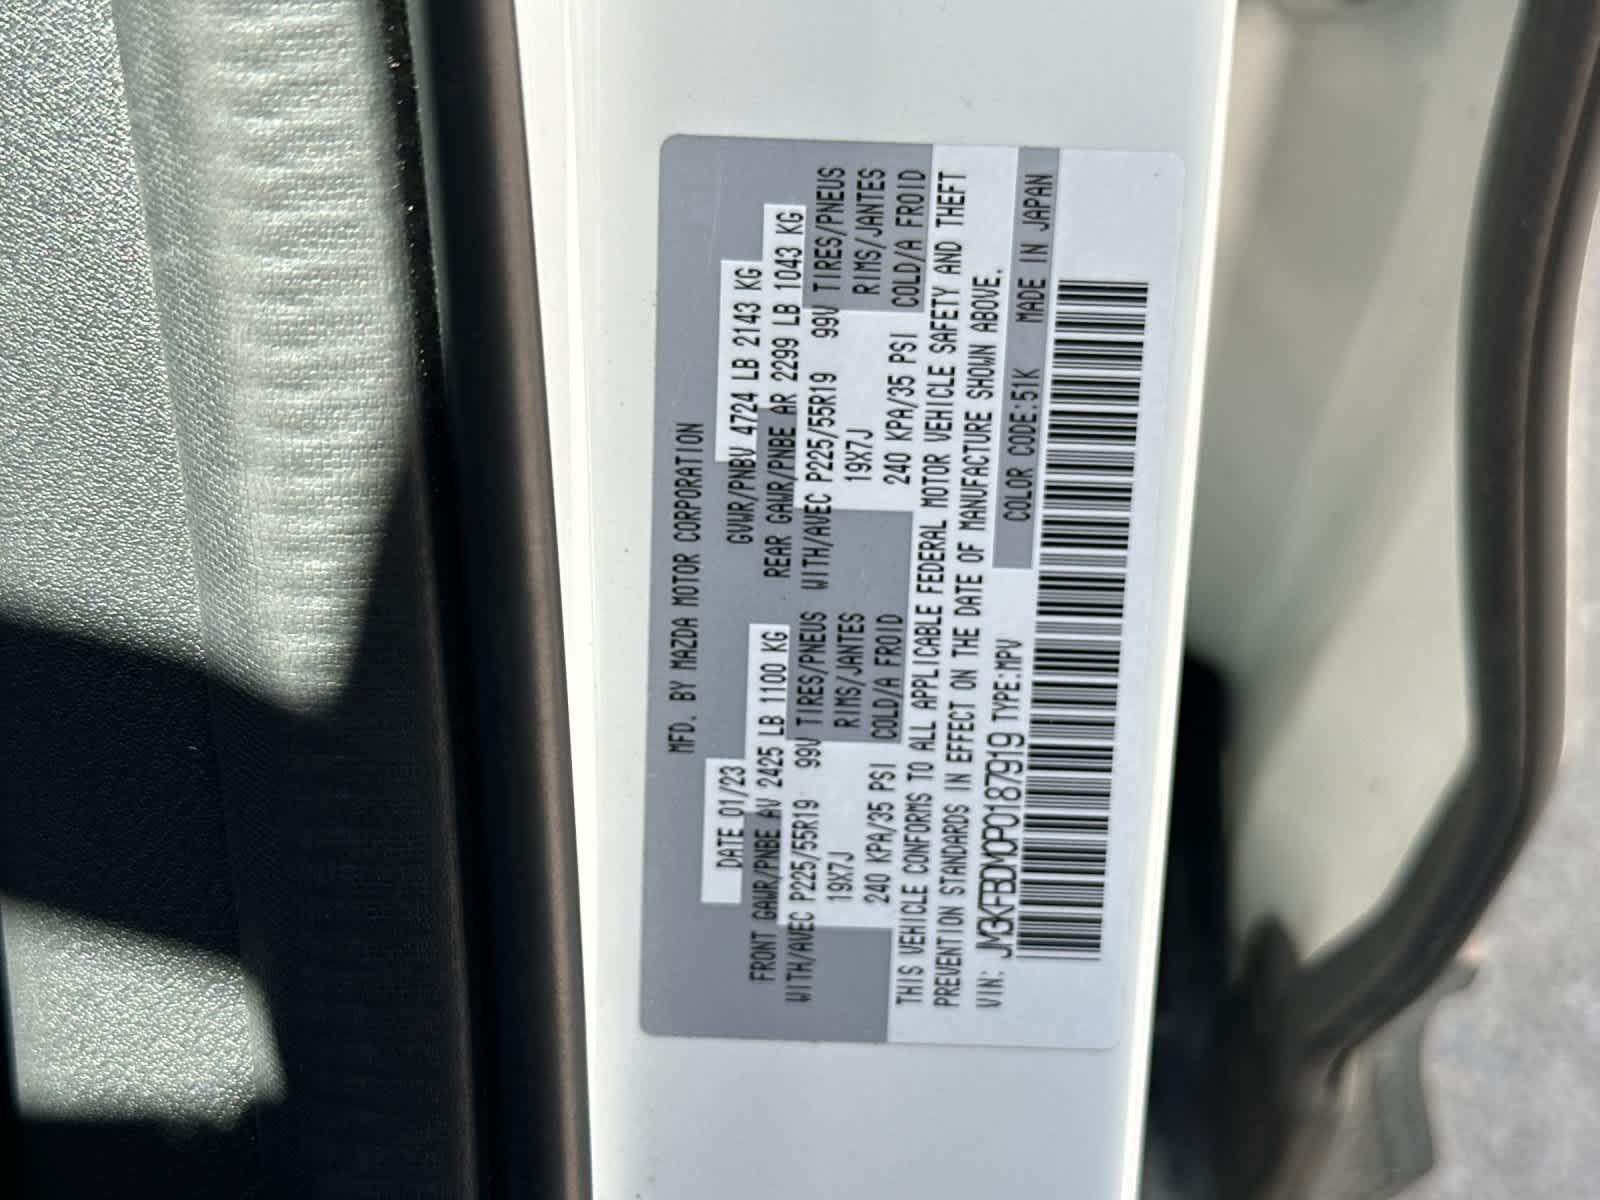 MFD. BY MAZDA MOTOR CORPORATION
DATE 01/23 GVWR/PNBV 4724 LB 2143 KG
FRONT GAWR/PNBE AV 2425 LB 1100 KG REAR GAWR/PNBE AR 2299 LB 1043 KG
WITH/AVEC P225/55R19 99V TIRES/PNEUS WITH/AVEC P225/55R19 99V TIRES/PNEUS
19X7J RIMS/JANTES 19X7J RIMS/JANTES
240 KPA/35 PSI COLD/A FROID 240 KPA/35 PSI COLD/A FROID
THIS VEHICLE CONFORMS TO ALL APPLICABLE FEDERAL MOTOR VEHICLE SAFETY AND THEFT
PREVENTION STANDARDS IN EFFECT ON THE DATE OF MANUFACTURE SHOWN ABOVE.
VIN: JM3KFBDM0P0187919 TYPE:MPV COLOR CODE:51K MADE IN JAPAN